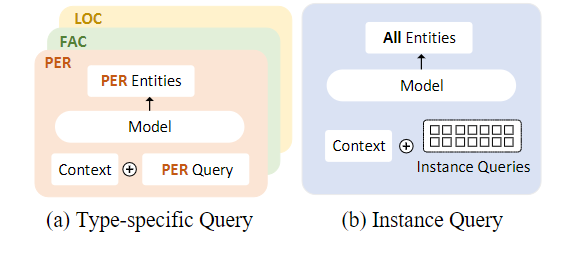 LOC
FAC
PER
PER Entities
Model
Context
PER Query
(a) Type-specific Query
All Entities
Model
Context
Instance Queries
(b) Instance Query